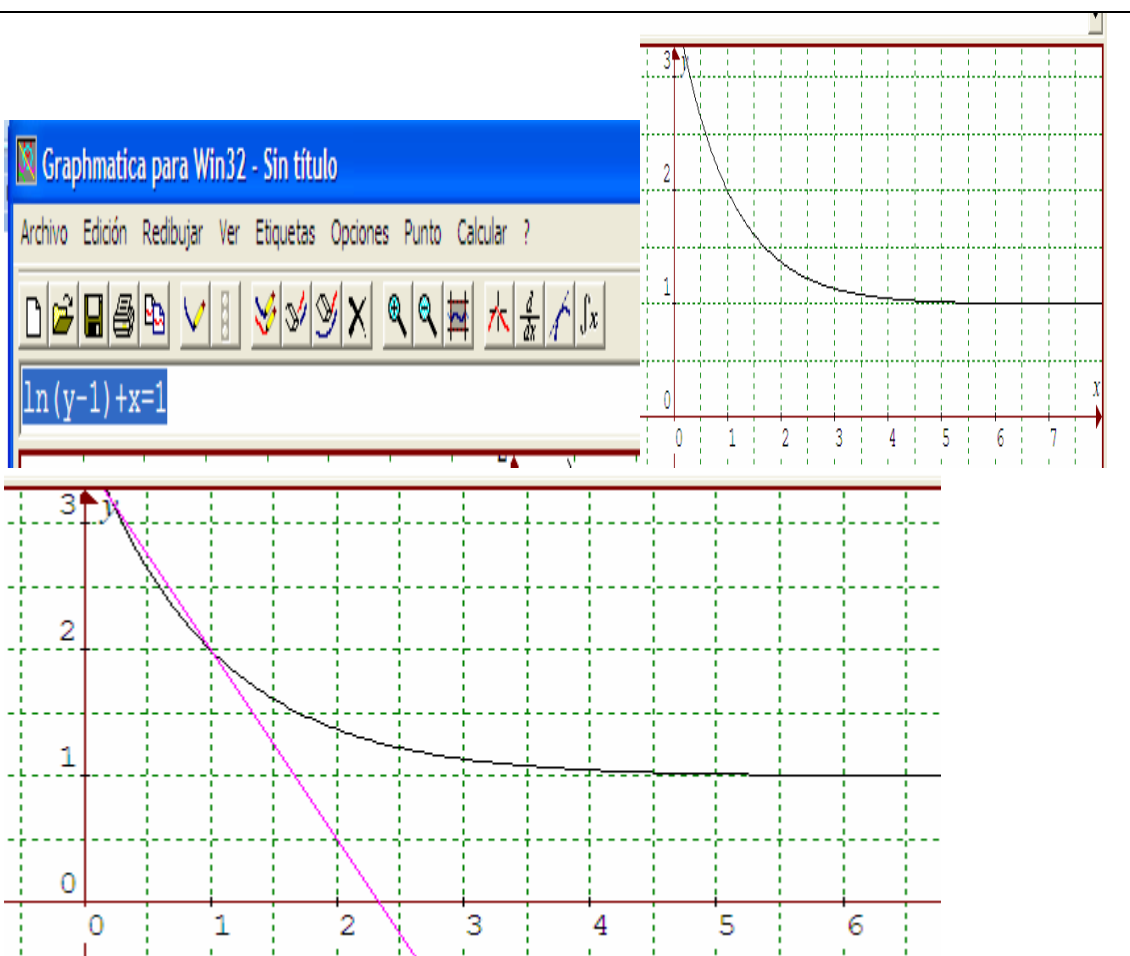 3 y
2
1
0 x
0 1 2 3 4 5 6 7
Graphmatica para Win32 - Sin título
Archivo Edición Redibujar Ver Etiquetas Opciones Punto Calcular ?
d/dx ∫x
ln(y-1)+x=1
3 y
2
1
0
0 1 2 3 4 5 6